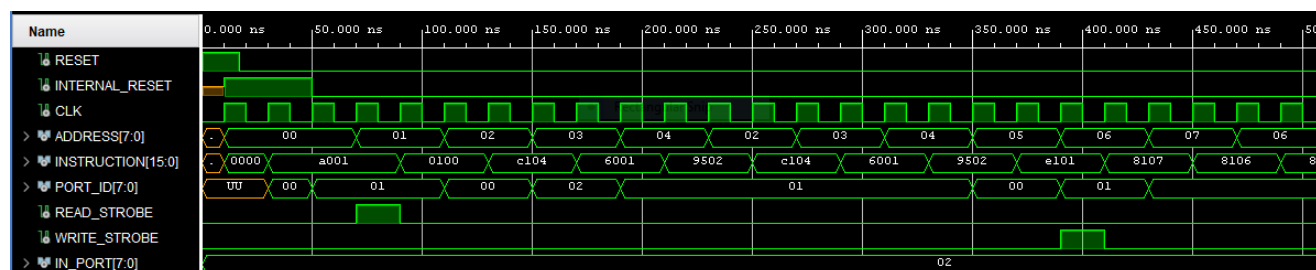 Name 0.000 ns 50.000 ns 100.000 ns 150.000 ns 200.000 ns 250.000 ns 300.000 ns 350.000 ns 400.000 ns 450.000 ns
RESET
INTERNAL_RESET
CLK
ADDRESS[7:0] 00 01 02 03 04 02 03 04 05 06 07 06
INSTRUCTION[15:0] 0000 a001 0100 c104 6001 9502 c104 6001 9502 e101 8107 8106 8
PORT_ID[7:0] UU 00 01 00 02 01 00 01
READ_STROBE
WRITE_STROBE
IN_PORT[7:0] 02